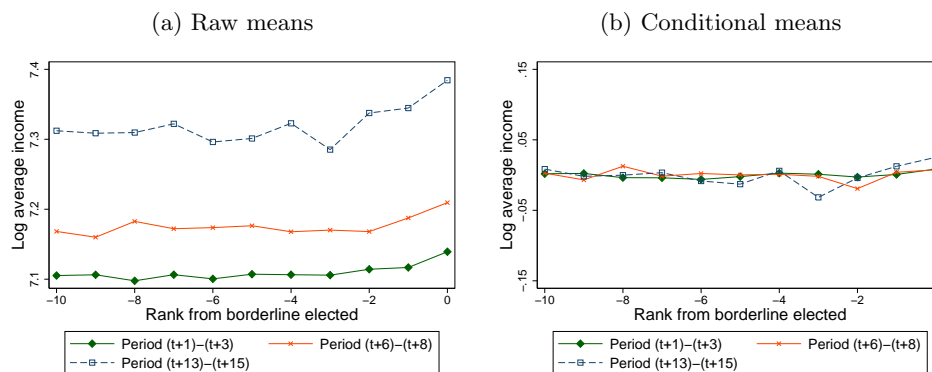 (a) Raw means
Log average income
7.4
7.3
7.2
7.1
−10 −8 −6 −4 −2 0
Rank from borderline elected
Period (t+1)−(t+3) Period (t+6)−(t+8)
Period (t+13)−(t+15)
(b) Conditional means
Log average income
.15
.05
−.05
−.15
−10 −8 −6 −4 −2
Rank from borderline elected
Period (t+1)−(t+3) Period (t+6)−(t+8)
Period (t+13)−(t+15)